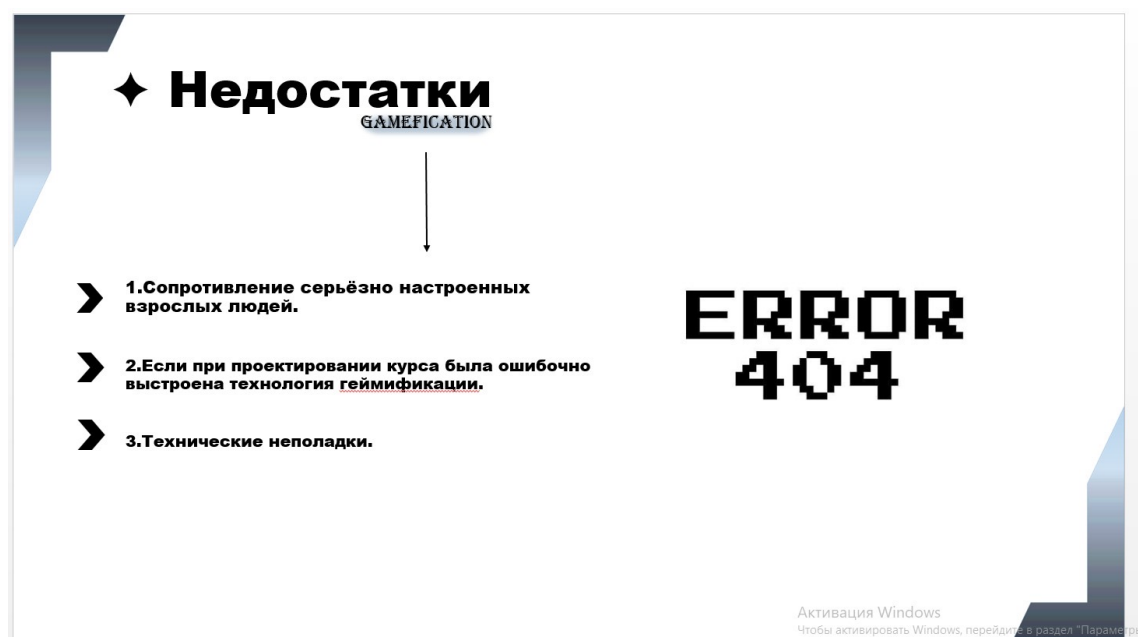 ✦ Недостатки
GAMEFICATION
1.Сопротивление серьёзно настроенных
взрослых людей.
2.Если при проектировании курса была ошибочно
выстроена технология геймификации.
3.Технические неполадки.
ERROR
404
Активация Windows
Чтобы активировать Windows, перейдите в раздел "Параметры